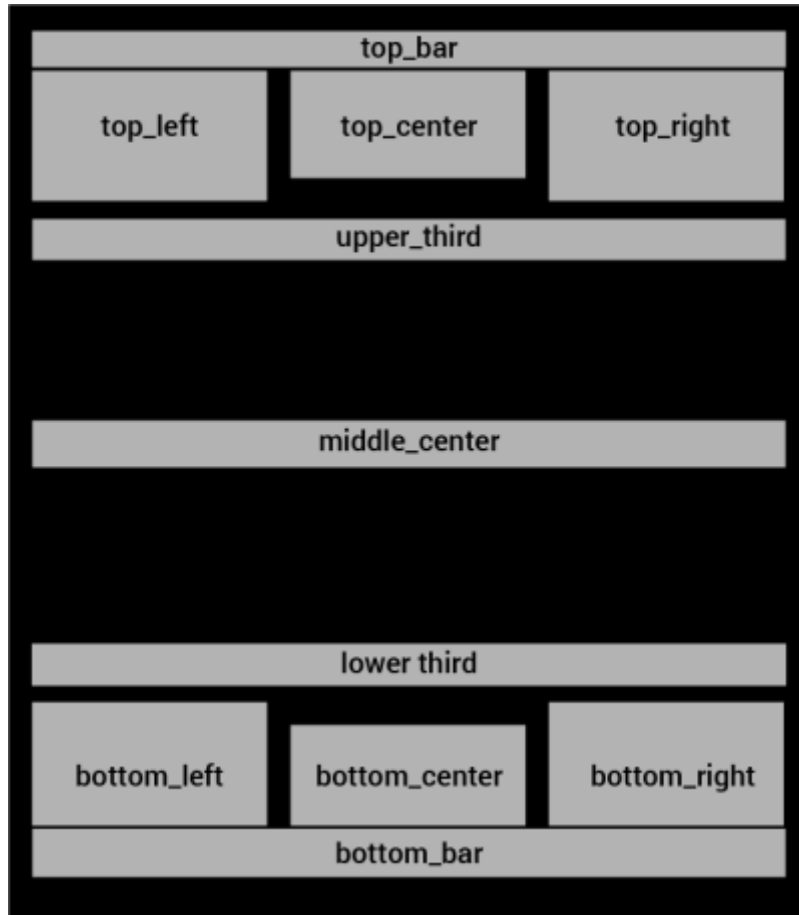 top_bar
top_left
top_center
top_right
upper_third
middle_center
lower third
bottom_left
bottom_center
bottom_right
bottom_bar